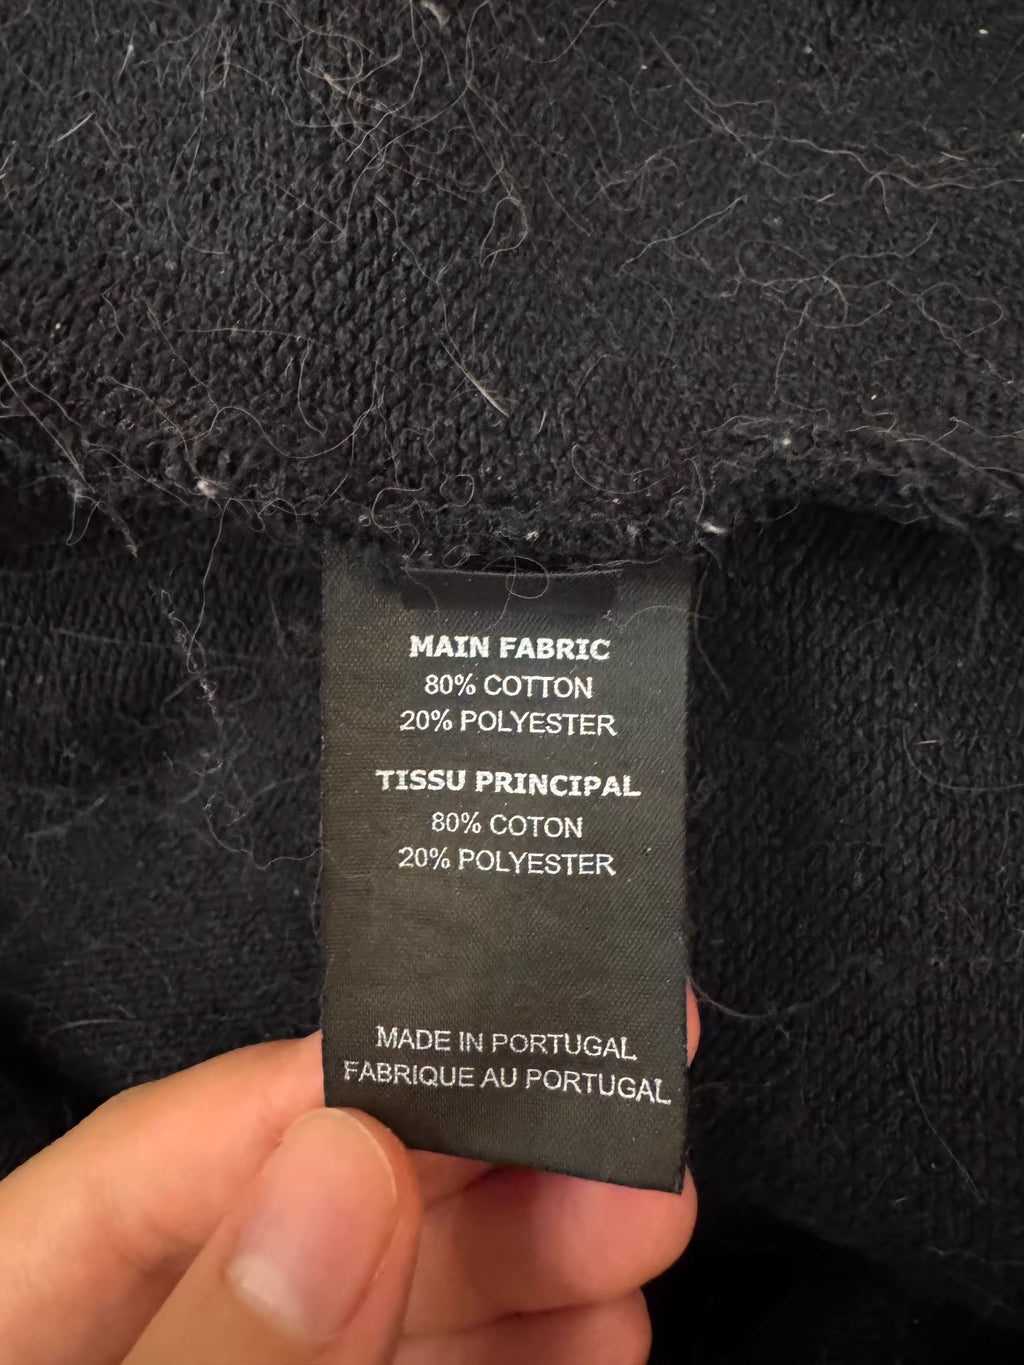 MAIN FABRIC
80% COTTON
20% POLYESTER
TISSU PRINCIPAL
80% COTON
20% POLYESTER
MADE IN PORTUGAL
FABRIQUE AU PORTUGAL